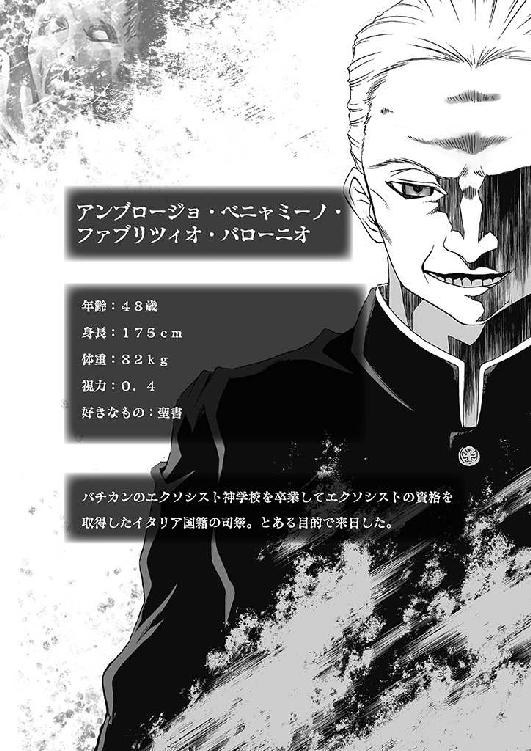 アンブロージョ・ベニャミーノ・
ファブリツィオ・バローニオ
年齢：４８歳
身長：１７５ｃｍ
体重：８２ｋｇ
視力：０．４
好きなもの：聖書
バチカンのエクソシスト神学校を卒業してエクソシストの資格を
取得したイタリア国籍の司祭。とある目的で来日した。